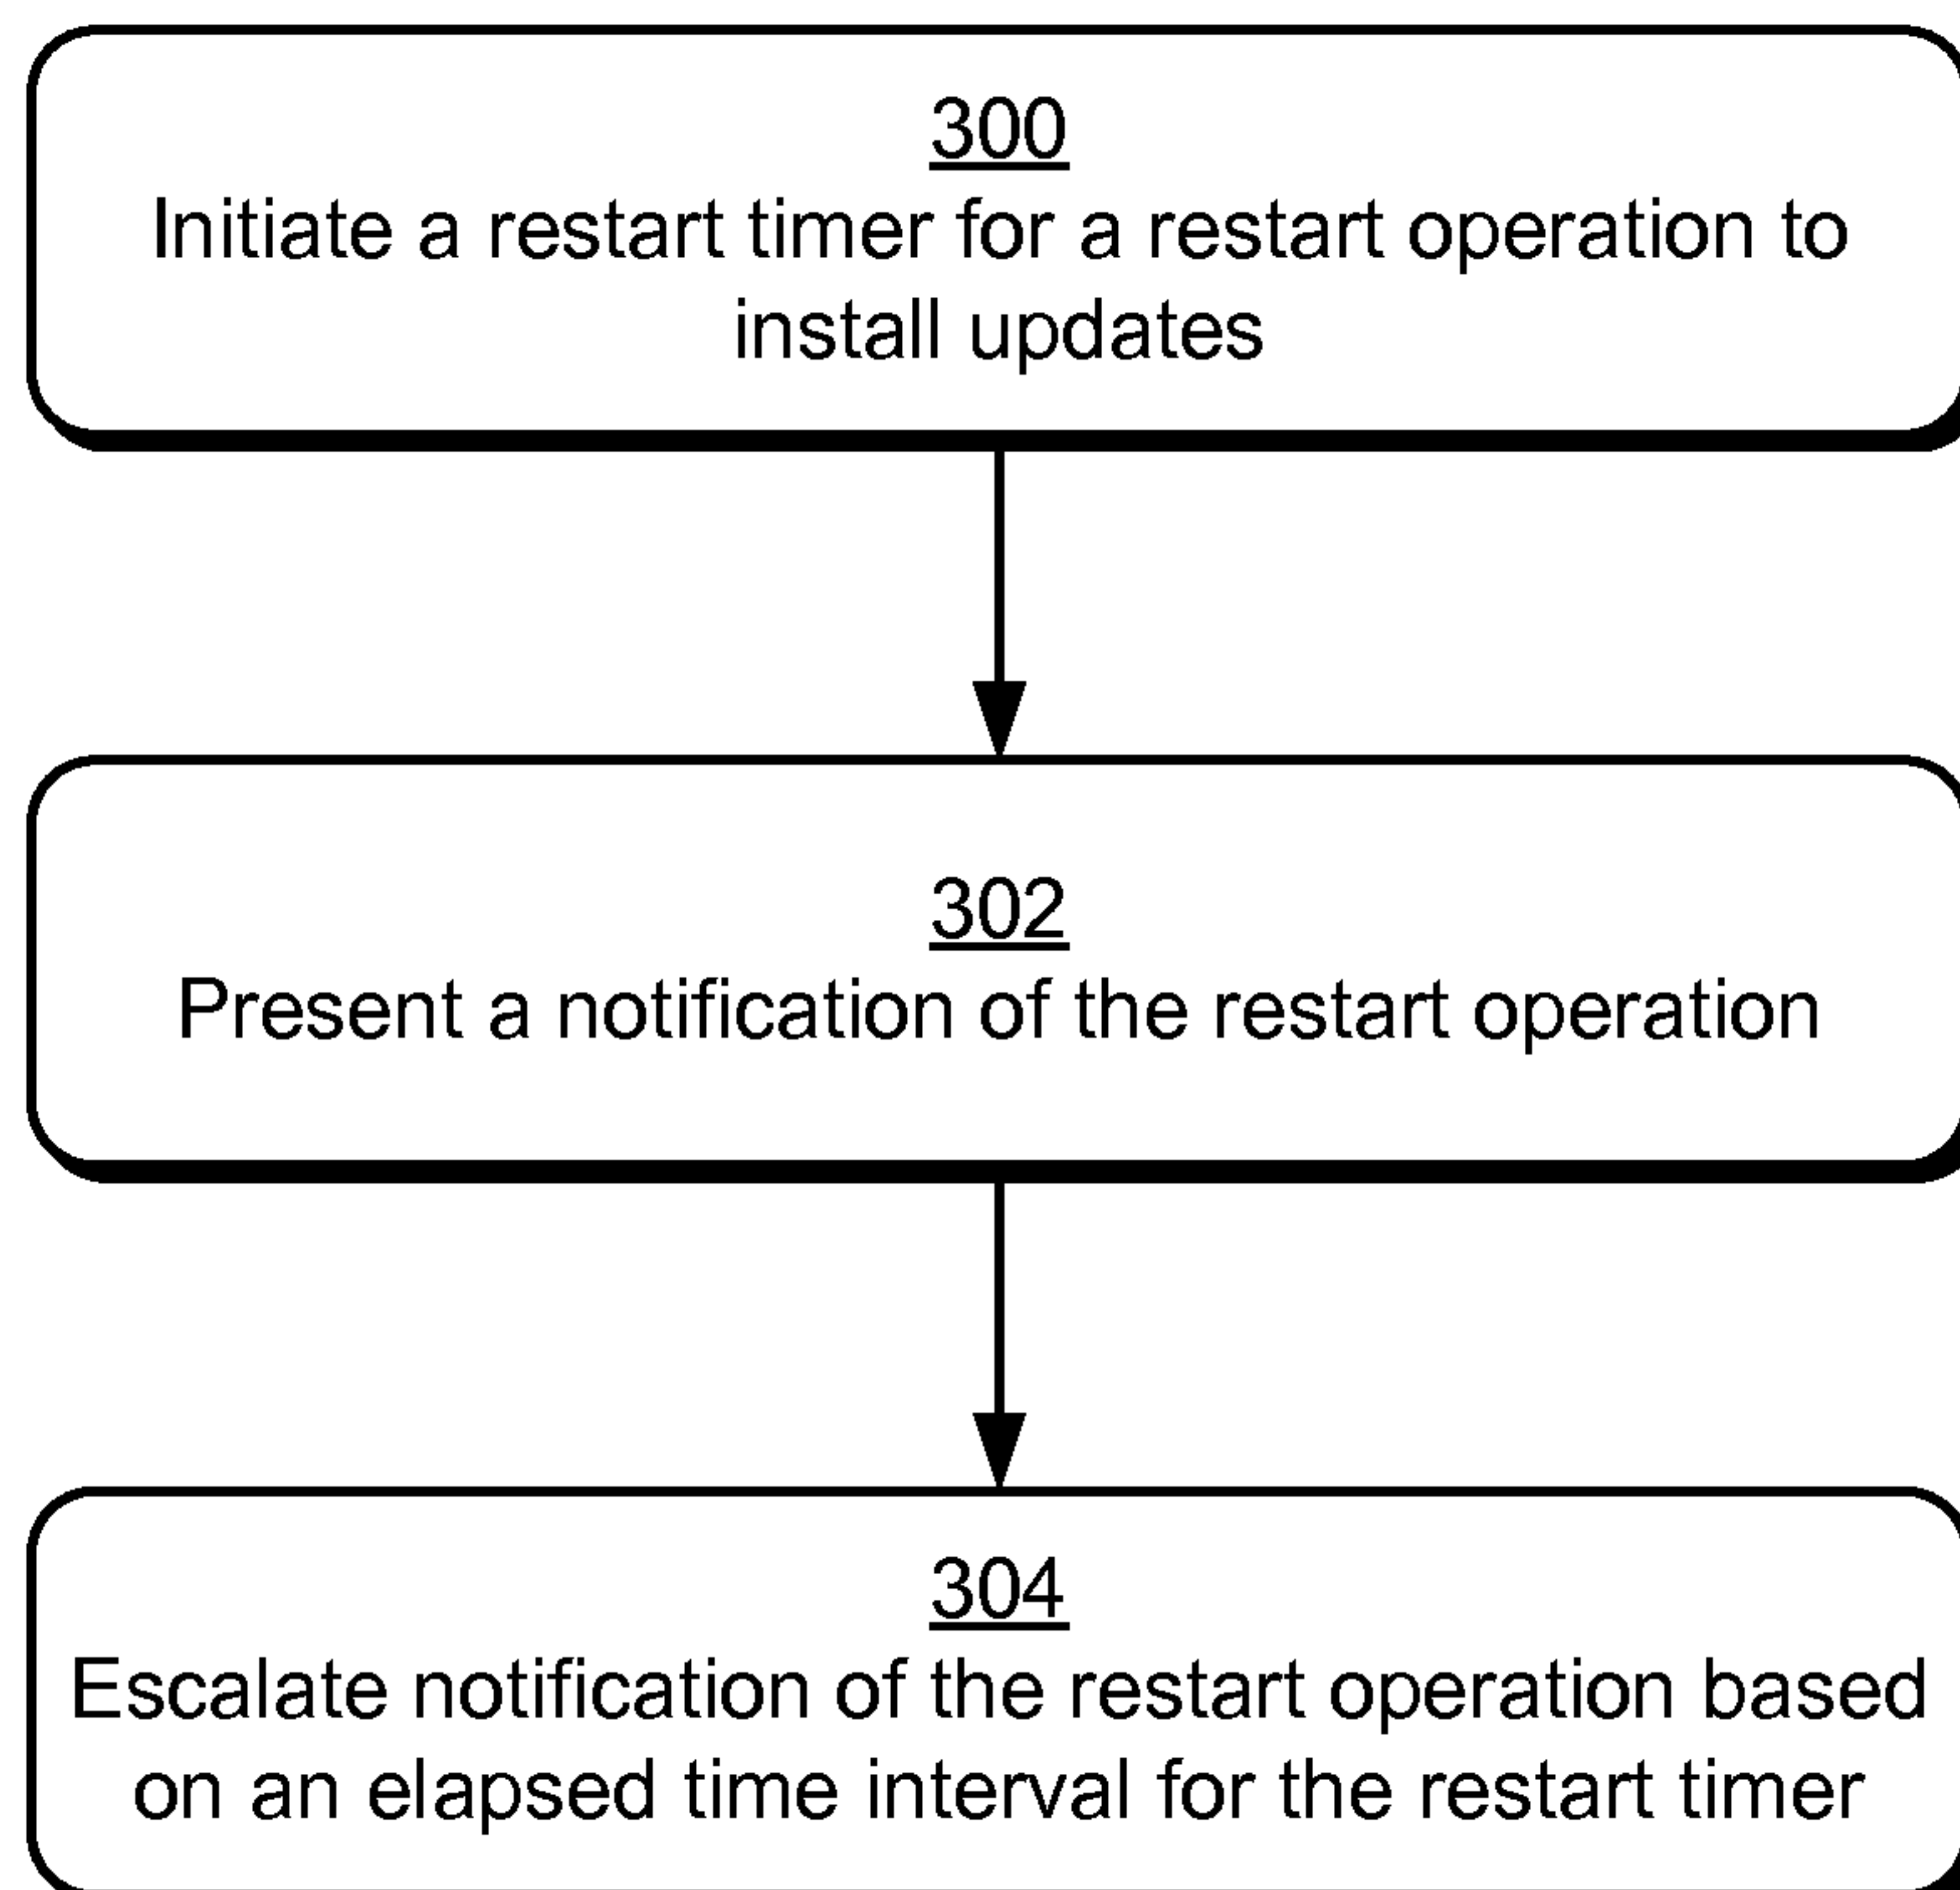 300
Initiate a restart timer for a restart operation to
install updates
302
Present a notification of the restart operation
304
Escalate notification of the restart operation based
on an elapsed time interval for the restart timer